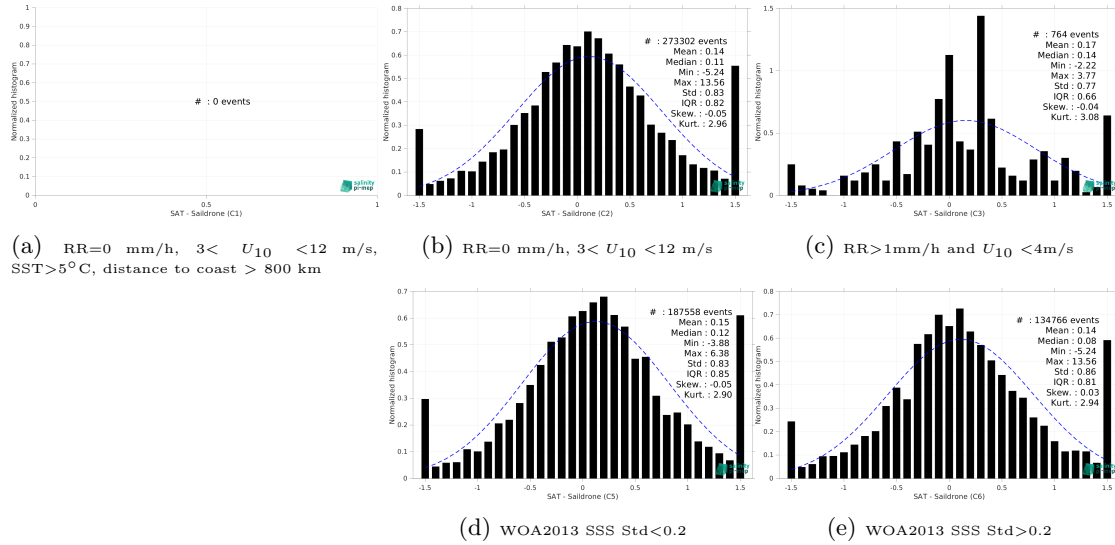 1
0.9
0.8
0.7
0.6
0.5
0.4
0.3
0.2
0.1
0
Normalized histogram
# : 0 events
0 0.5 1
SAT - Saildrone (C1)
salinity
pi-mep
(a) RR=0 mm/h, 3< U10 <12 m/s,
SST>5°C, distance to coast > 800 km
0.8
0.7
0.6
0.5
0.4
0.3
0.2
0.1
0
Normalized histogram
# : 273302 events
Mean : 0.14
Median : 0.11
Min : -5.24
Max : 13.56
Std : 0.83
IQR : 0.82
Skew. : -0.05
Kurt. : 2.96
-1.5 -1 -0.5 0 0.5 1 1.5
SAT - Saildrone (C2)
(b) RR=0 mm/h, 3< U10 <12 m/s
1.5
1
0.5
0
Normalized histogram
# : 764 events
Mean : 0.17
Median : 0.14
Min : -2.22
Max : 3.77
Std : 0.77
IQR : 0.66
Skew. : -0.04
Kurt. : 3.08
-1.5 -1 -0.5 0 0.5 1 1.5
SAT - Saildrone (C3)
(c) RR>1mm/h and U10 <4m/s
0.7
0.6
0.5
0.4
0.3
0.2
0.1
0
Normalized histogram
# : 187558 events
Mean : 0.15
Median : 0.12
Min : -3.88
Max : 6.38
Std : 0.83
IQR : 0.85
Skew. : -0.05
Kurt. : 2.90
-1.5 -1 -0.5 0 0.5 1 1.5
SAT - Saildrone (C5)
(d) WOA2013 SSS Std<0.2
0.8
0.7
0.6
0.5
0.4
0.3
0.2
0.1
0
Normalized histogram
# : 134766 events
Mean : 0.14
Median : 0.08
Min : -5.24
Max : 13.56
Std : 0.86
IQR : 0.81
Skew. : 0.03
Kurt. : 2.94
-1.5 -1 -0.5 0 0.5 1 1.5
SAT - Saildrone (C6)
(e) WOA2013 SSS Std>0.2